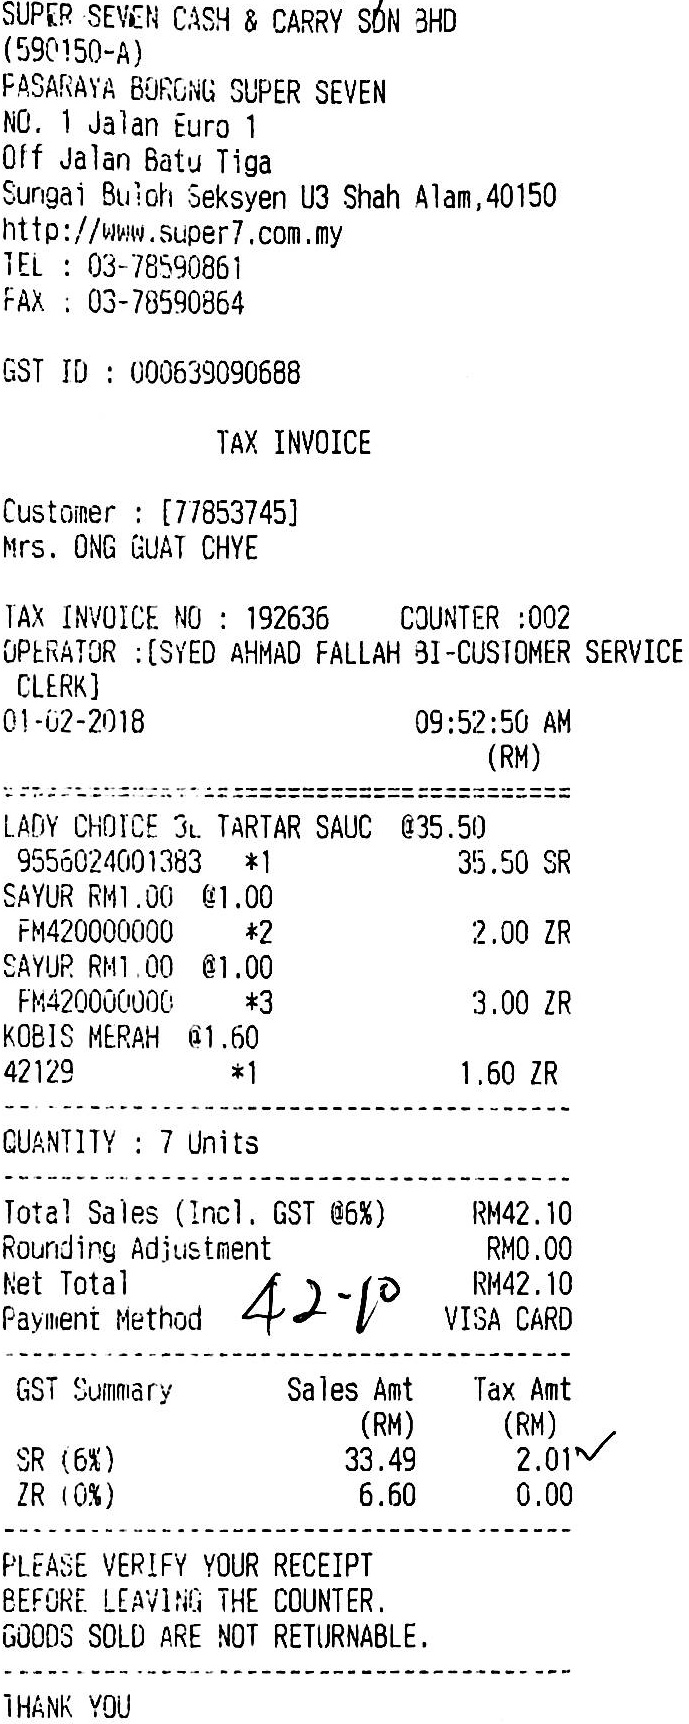 SUPER SEVEN CASH & CARRY SDN BHD
(590150-A)
PASARAYA BORONG SUPER SEVEN
NO. 1 Jalan Euro 1
Off Jalan Batu Tiga
Sungai Buloh Seksyen U3 Shah Alam,40150
http://www.super7.com.my
TEL : 03-78590861
FAX : 03-78590864
GST ID : 000639090688
TAX INVOICE
Customer : [77853745]
Mrs. ONG GUAT CHYE
TAX INVOICE NO : 192636 COUNTER :002
OPERATOR :[SYED AHMAD FALLAH BI-CUSTOMER SERVICE
CLERK]
01-02-2018 09:52:50 AM
(RM)
LADY CHOICE 3L TARTAR SAUC @35.50
9556024001383 *1 35.50 SR
SAYUR RM1.00 @1.00
FM420000000 *2 2.00 ZR
SAYUR RM1.00 @1.00
FM420000000 *3 3.00 ZR
KOBIS MERAH @1.60
42129 *1 1.60 ZR
QUANTITY : 7 Units
Total Sales (Incl. GST @6%) RM42.10
Rounding Adjustment RM0.00
Net Total RM42.10
Payment Method 42-10 VISA CARD
GST Summary Sales Amt Tax Amt
(RM) (RM)
SR (6%) 33.49 2.01
ZR (0%) 6.60 0.00
PLEASE VERIFY YOUR RECEIPT
BEFORE LEAVING THE COUNTER.
GOODS SOLD ARE NOT RETURNABLE.
THANK YOU